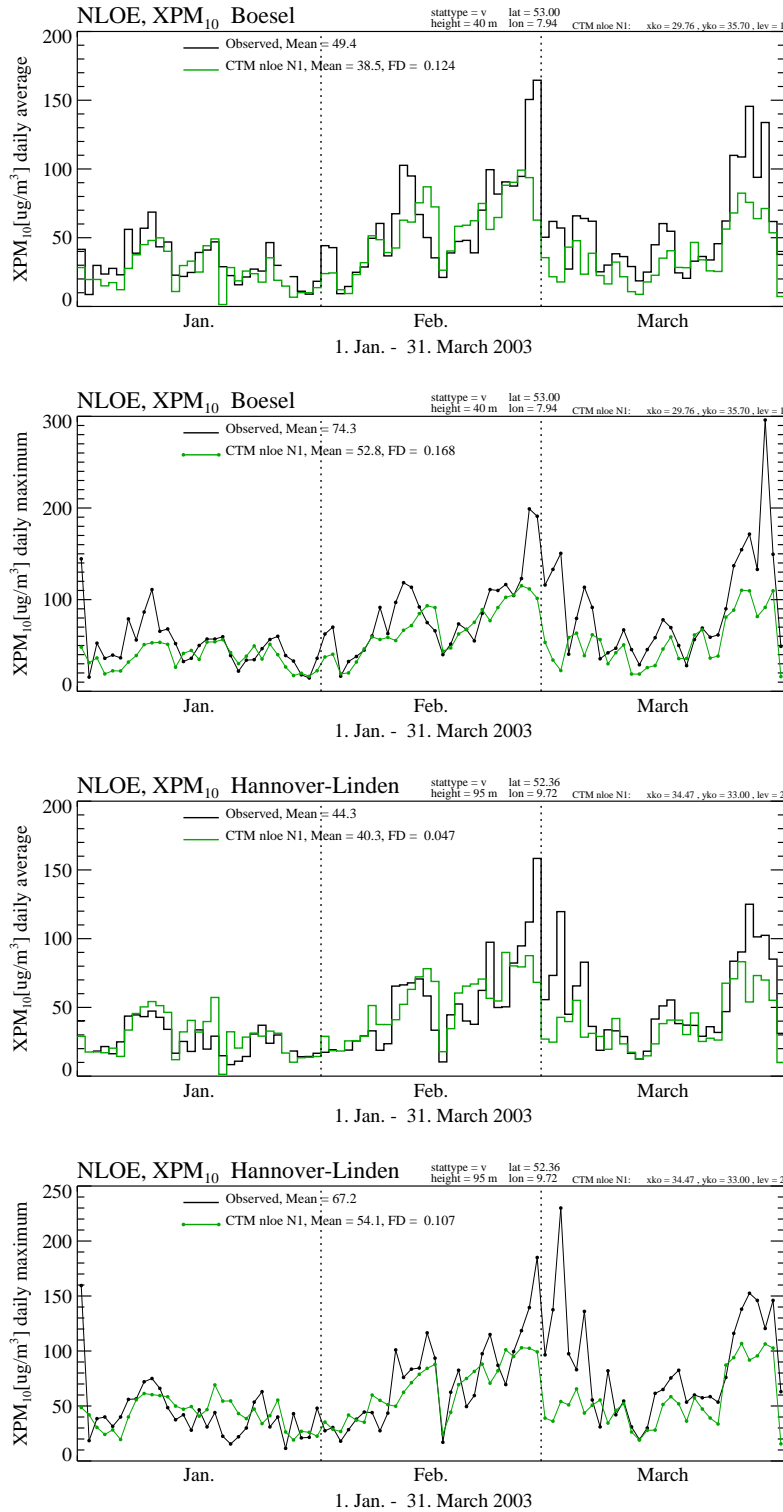 NLOE, XPM10 Boesel
stattype = v lat = 53.00
height = 40 m lon = 7.94 CTM nloe N1: xko = 29.76 , yko = 35.70 , lev = 1
XPM10[ug/m3] daily average
200
150
100
50
0
Observed, Mean = 49.4
CTM nloe N1, Mean = 38.5, FD = 0.124
Jan. Feb. March
1. Jan. - 31. March 2003
NLOE, XPM10 Boesel
stattype = v lat = 53.00
height = 40 m lon = 7.94 CTM nloe N1: xko = 29.76 , yko = 35.70 , lev = 1
XPM10[ug/m3] daily maximum
300
200
100
0
Observed, Mean = 74.3
CTM nloe N1, Mean = 52.8, FD = 0.168
Jan. Feb. March
1. Jan. - 31. March 2003
NLOE, XPM10 Hannover-Linden
stattype = v lat = 52.36
height = 95 m lon = 9.72 CTM nloe N1: xko = 34.47 , yko = 33.00 , lev = 2
XPM10[ug/m3] daily average
200
150
100
50
0
Observed, Mean = 44.3
CTM nloe N1, Mean = 40.3, FD = 0.047
Jan. Feb. March
1. Jan. - 31. March 2003
NLOE, XPM10 Hannover-Linden
stattype = v lat = 52.36
height = 95 m lon = 9.72 CTM nloe N1: xko = 34.47 , yko = 33.00 , lev = 2
XPM10[ug/m3] daily maximum
250
200
150
100
50
0
Observed, Mean = 67.2
CTM nloe N1, Mean = 54.1, FD = 0.107
Jan. Feb. March
1. Jan. - 31. March 2003